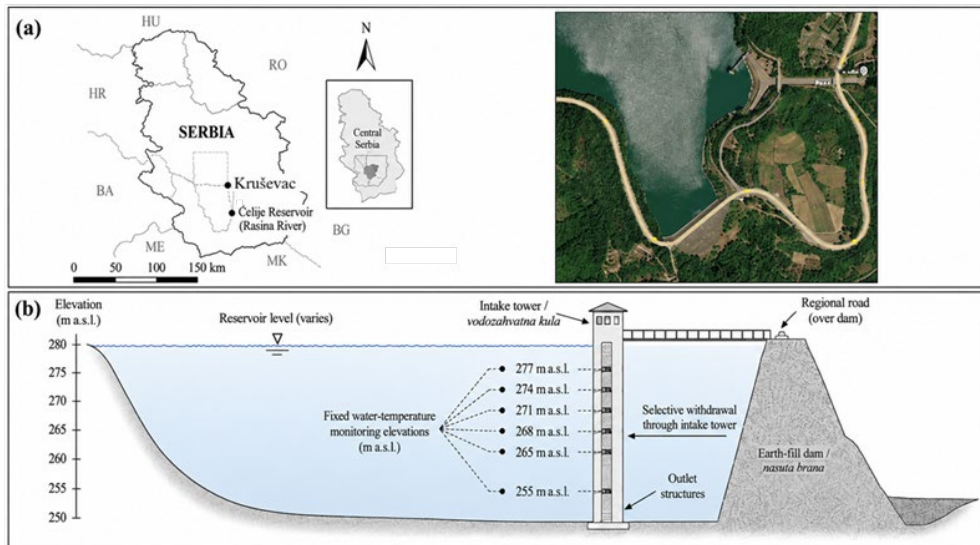 (a)
HU
N
RO
HR
SERBIA
Central
Serbia
Kruševac
BA
Ćelije Reservoir
(Rasina River)
BG
ME
MK
0 50 100 150 km
(b)
Elevation
(m a.s.l.)
Reservoir level (varies)
Intake tower /
vodozahvatna kula
Regional road
(over dam)
280
275
270
265
260
255
250
277 m a.s.l.
274 m a.s.l.
271 m a.s.l.
268 m a.s.l.
265 m a.s.l.
255 m a.s.l.
Fixed water-temperature
monitoring elevations
(m a.s.l.)
Selective withdrawal
through intake tower
Outlet
structures
Earth-fill dam /
nasuta brana